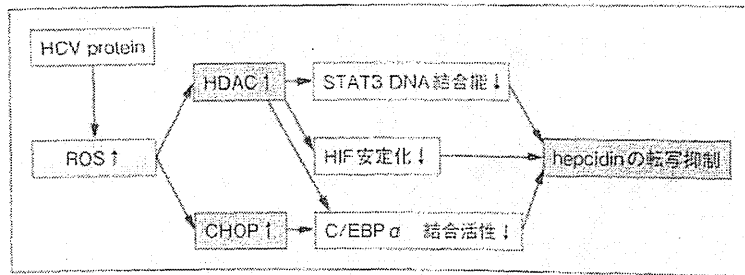 HCV protein
HDAC↑
STAT3 DNA結合能↓
ROS↑
HIF安定化↓
hepcidinの転写抑制
CHOP↑
C/EBPα 結合活性↓